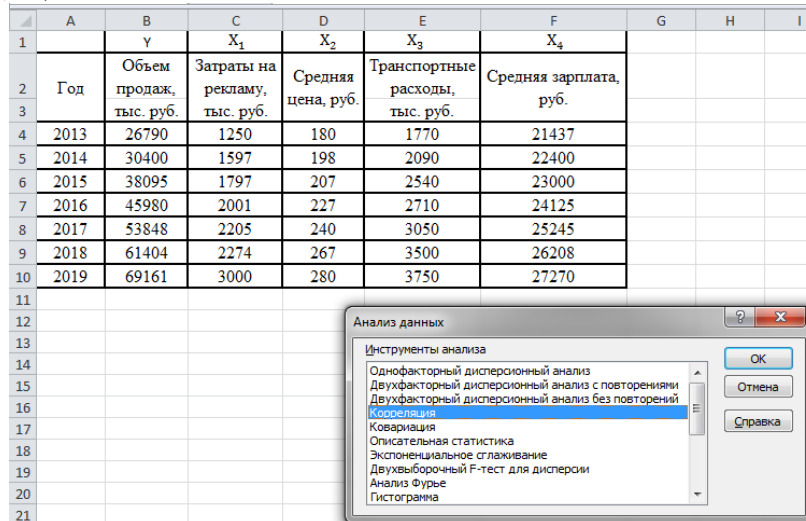 A B C D E F G H I
1 Y X₁ X₂ X₃ X₄
2 Год Объем продаж, Затраты на рекламу, Средняя цена, руб. Транспортные расходы, Средняя зарплата, руб.
3 тыс. руб. тыс. руб. тыс. руб.
4 2013 26790 1250 180 1770 21437
5 2014 30400 1597 198 2090 22400
6 2015 38095 1797 207 2540 23000
7 2016 45980 2001 227 2710 24125
8 2017 53848 2205 240 3050 25245
9 2018 61404 2274 267 3500 26208
10 2019 69161 3000 280 3750 27270
11
12
13
14
15
16
17
18
19
20
21
Анализ данных
Инструменты анализа
Однофакторный дисперсионный анализ
Двухфакторный дисперсионный анализ с повторениями
Двухфакторный дисперсионный анализ без повторений
Корреляция
Ковариация
Описательная статистика
Экспоненциальное сглаживание
Двухвыборочный F-тест для дисперсии
Анализ Фурье
Гистограмма
OK
Отмена
Справка